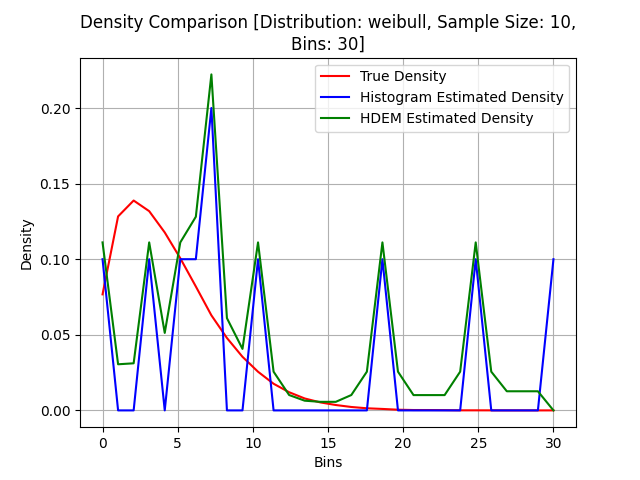 Density Comparison [Distribution: weibull, Sample Size: 10,
Bins: 30]
True Density
Histogram Estimated Density
HDEM Estimated Density
Density
0.20
0.15
0.10
0.05
0.00
0 5 10 15 20 25 30
Bins